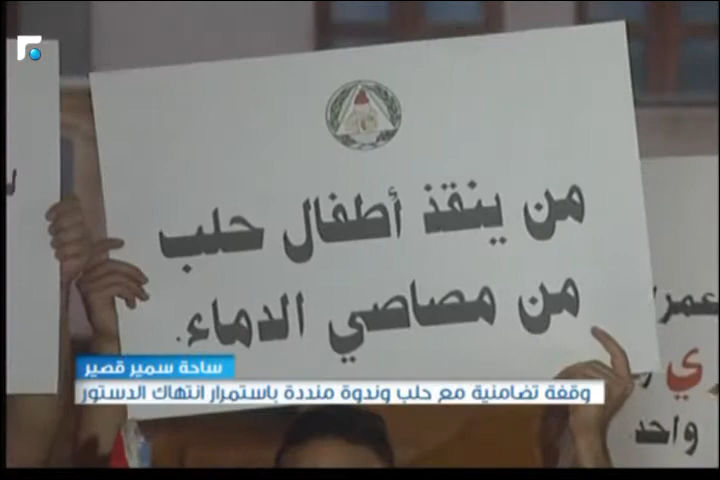 من ينقذ أطفال حلب
من مصاصي الدماء.
ساحة سمير قصير
وقفة تضامنية مع حلب وندوة منددة باستمرار انتهاك الدستور
واحد